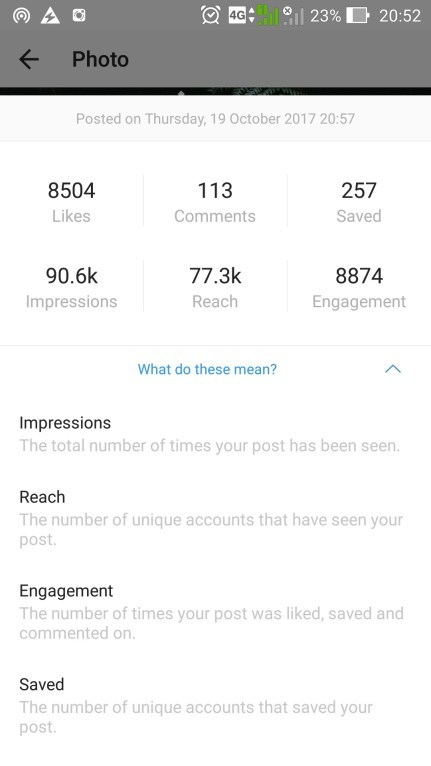 4G 23% 20:52
Photo
Posted on Thursday, 19 October 2017 20:57
8504 113 257
Likes Comments Saved
90.6k 77.3k 8874
Impressions Reach Engagement
What do these mean?
Impressions
The total number of times your post has been seen.
Reach
The number of unique accounts that have seen your
post.
Engagement
The number of times your post was liked, saved and
commented on.
Saved
The number of unique accounts that saved your
post.